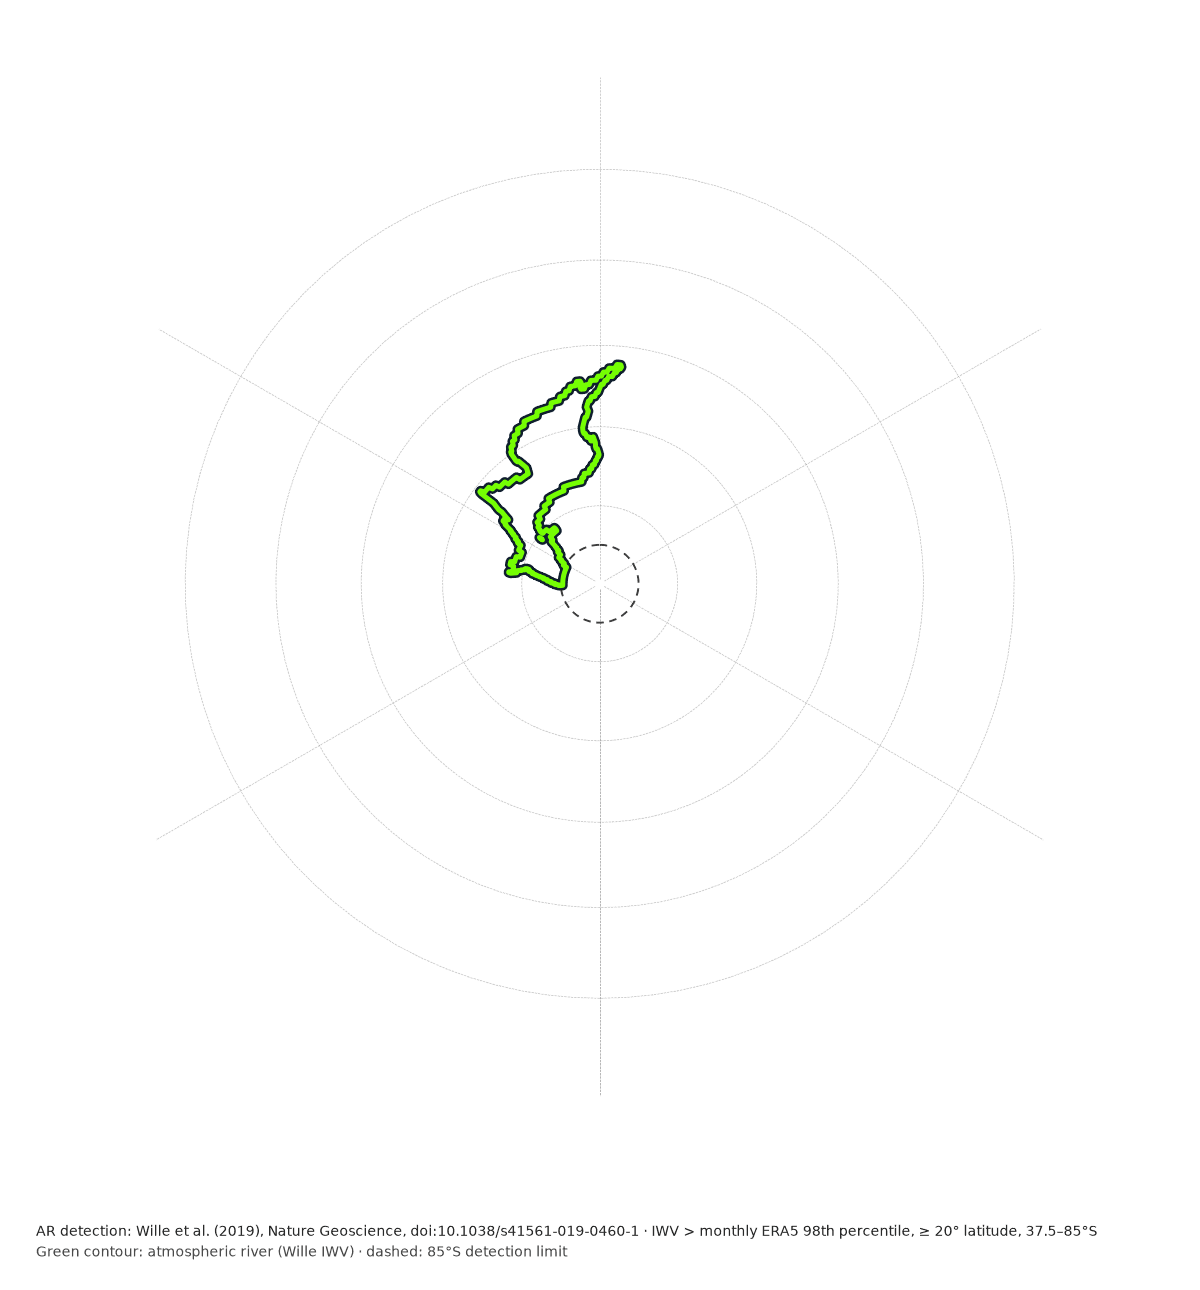 AR detection: Wille et al. (2019), Nature Geoscience, doi:10.1038/s41561-019-0460-1 · IWV > monthly ERA5 98th percentile, ≥ 20° latitude, 37.5–85°S
Green contour: atmospheric river (Wille IWV) · dashed: 85°S detection limit